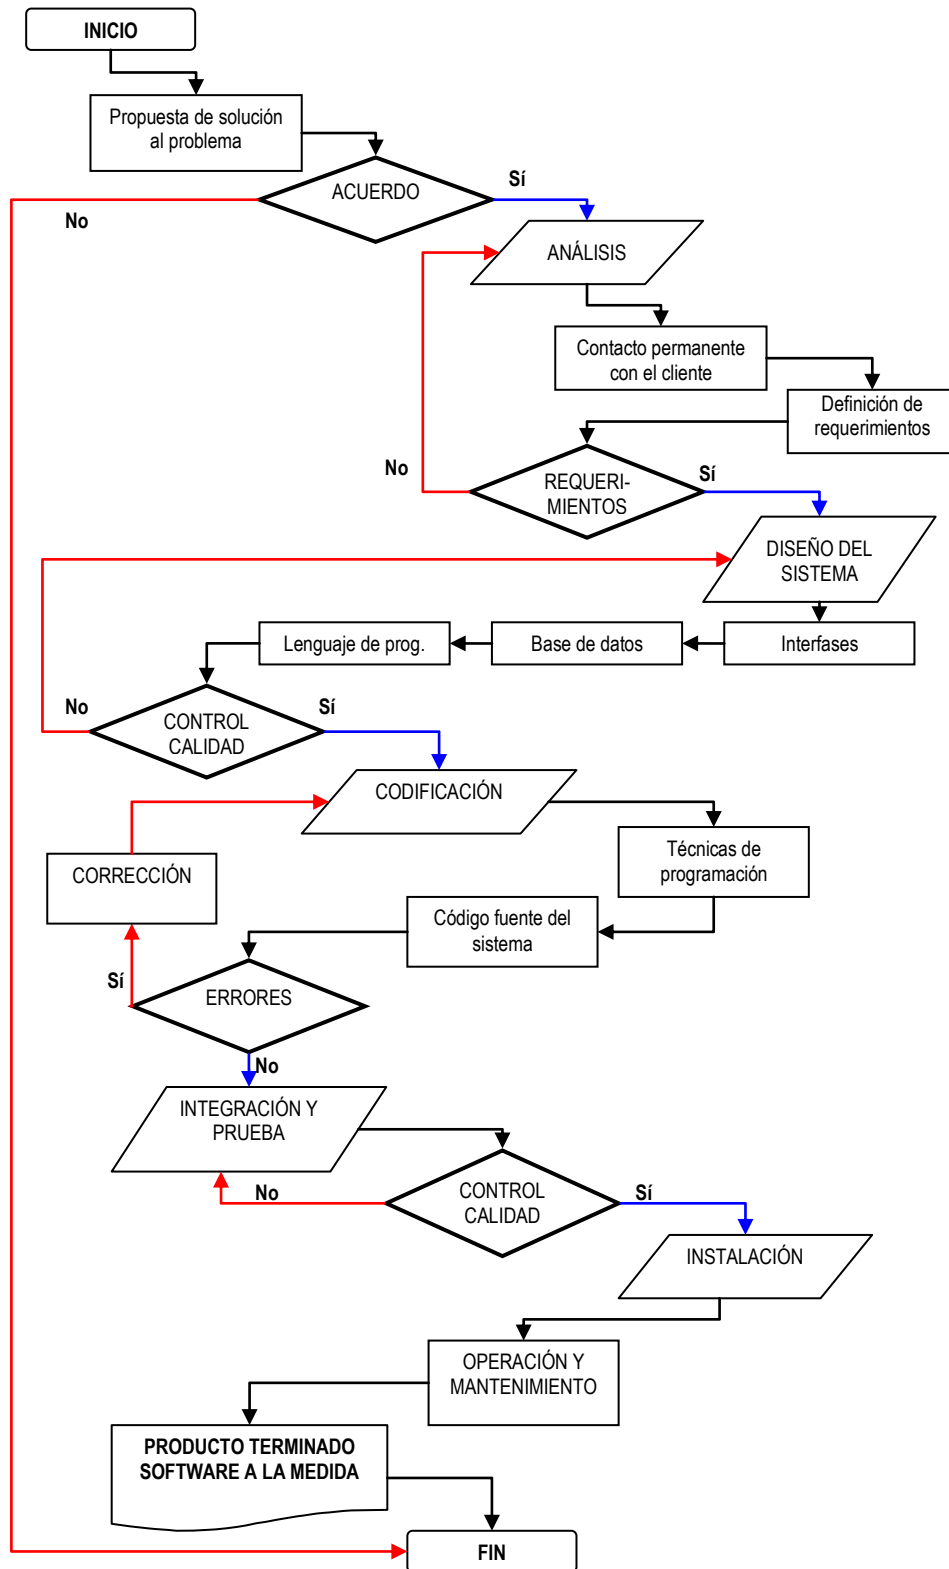 INICIO
Propuesta de solución
al problema
ACUERDO
Sí
No
ANÁLISIS
Contacto permanente
con el cliente
Definición de
requerimientos
No
REQUERI-
MIENTOS
Sí
DISEÑO DEL
SISTEMA
Lenguaje de prog.
Base de datos
Interfases
No
CONTROL
CALIDAD
Sí
CODIFICACIÓN
Técnicas de
programación
CORRECCIÓN
Código fuente del
sistema
Sí
ERRORES
No
INTEGRACIÓN Y
PRUEBA
No
CONTROL
CALIDAD
Sí
INSTALACIÓN
OPERACIÓN Y
MANTENIMIENTO
PRODUCTO TERMINADO
SOFTWARE A LA MEDIDA
FIN